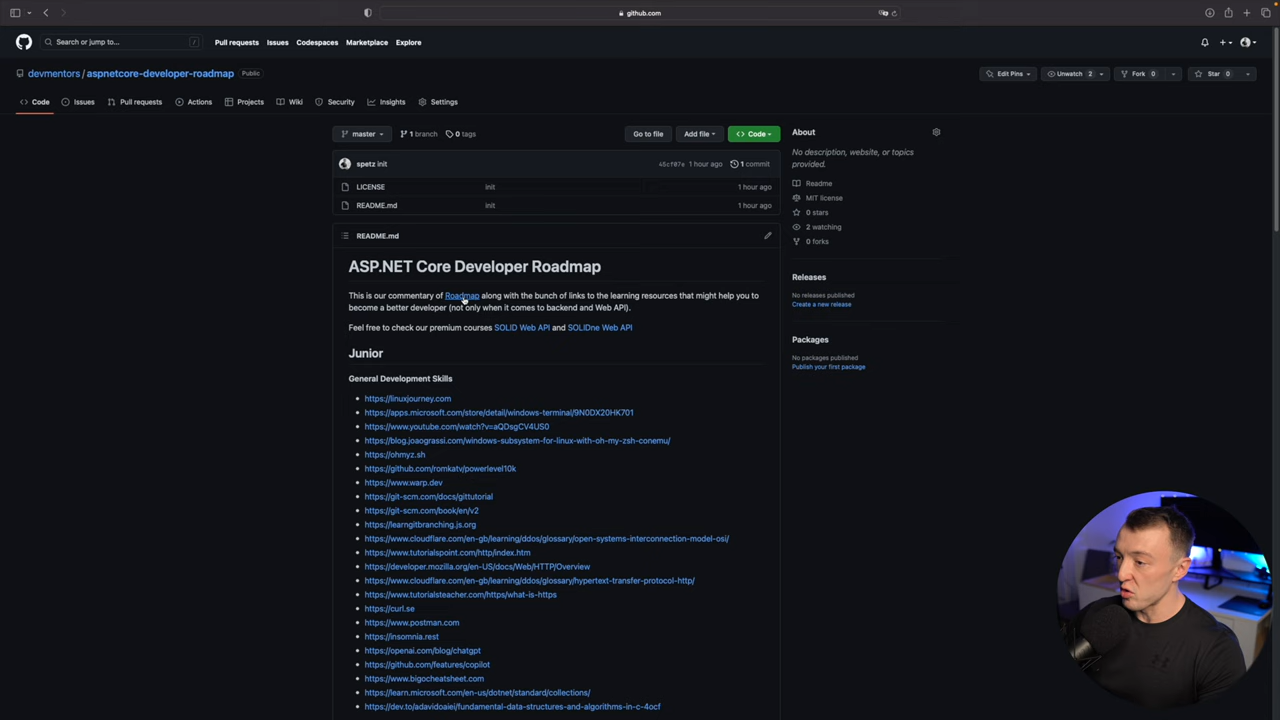 github.com
Search or jump to...
/
Pull requests
Issues
Codespaces
Marketplace
Explore
devmentors / aspnetcore-developer-roadmap
Public
Edit Pins
Unwatch 2
Fork 0
Star 0
Code
Issues
Pull requests
Actions
Projects
Wiki
Security
Insights
Settings
master
1 branch
0 tags
Go to file
Add file
Code
spetz init
45cf07e 1 hour ago
1 commit
LICENSE
init
1 hour ago
README.md
init
1 hour ago
README.md
ASP.NET Core Developer Roadmap
This is our commentary of Roadmap along with the bunch of links to the learning resources that might help you to
become a better developer (not only when it comes to backend and Web API).
Feel free to check our premium courses SOLID Web API and SOLIDne Web API
Junior
General Development Skills
https://linuxjourney.com
https://apps.microsoft.com/store/detail/windows-terminal/9N0DX20HK701
https://www.youtube.com/watch?v=aQDsgCV4US0
https://blog.joaograssi.com/windows-subsystem-for-linux-with-oh-my-zsh-conemu/
https://ohmyz.sh
https://github.com/romkatv/powerlevel10k
https://www.warp.dev
https://git-scm.com/docs/gittutorial
https://git-scm.com/book/en/v2
https://learngitbranching.js.org
https://www.cloudflare.com/en-gb/learning/ddos/glossary/open-systems-interconnection-model-osi/
https://www.tutorialspoint.com/http/index.htm
https://developer.mozilla.org/en-US/docs/Web/HTTP/Overview
https://www.cloudflare.com/en-gb/learning/ddos/glossary/hypertext-transfer-protocol-http/
https://www.tutorialsteacher.com/https/what-is-https
https://curl.se
https://www.postman.com
https://insomnia.rest
https://openai.com/blog/chatgpt
https://github.com/features/copilot
https://www.bigocheatsheet.com
https://learn.microsoft.com/en-us/dotnet/standard/collections/
https://dev.to/adavidoaiei/fundamental-data-structures-and-algorithms-in-c-4ocf
About
No description, website, or topics
provided.
Readme
MIT license
0 stars
2 watching
0 forks
Releases
No releases published
Create a new release
Packages
No packages published
Publish your first package